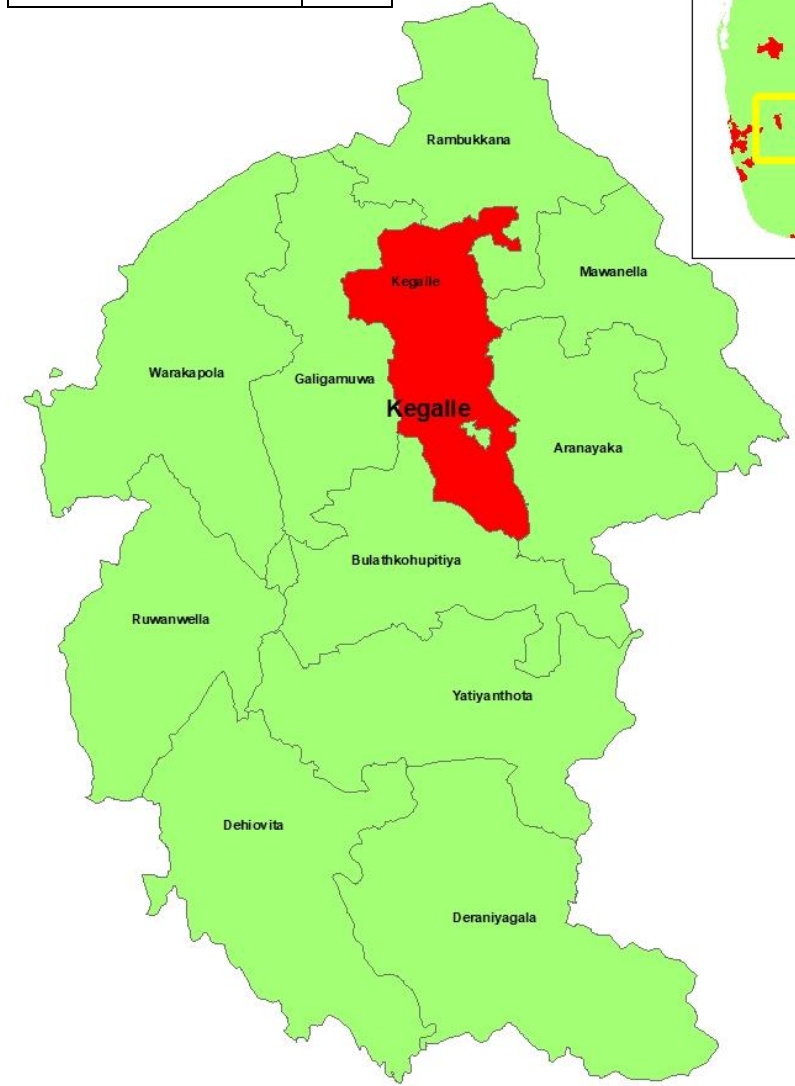 Rambukkana
Mawanella
Kegalle
Warakapola
Galigamuwa
Kegalle
Aranayaka
Bulathkohupitiya
Ruwanwella
Yatiyanthota
Dehiovita
Deraniyagala